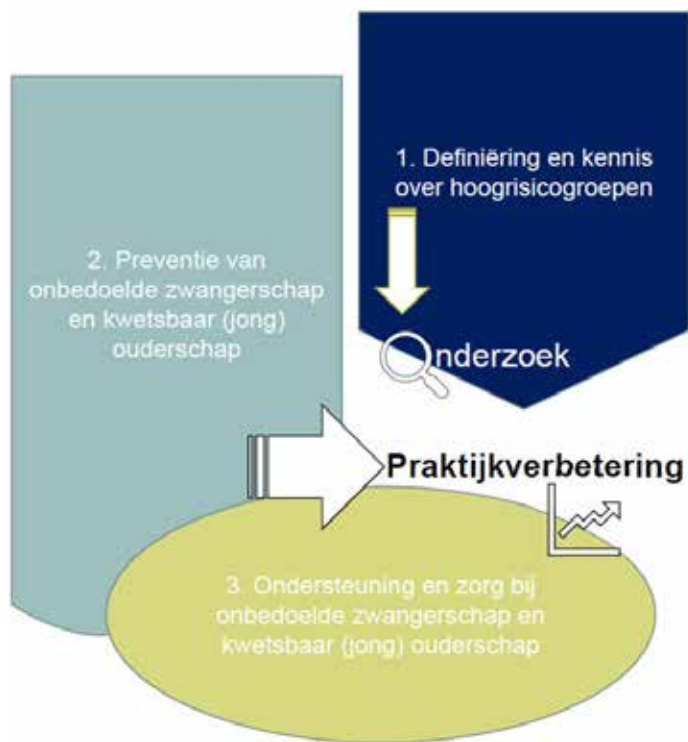 1. Definiëring en kennis
over hoogrisicogroepen
Onderzoek
2. Preventie van
onbedoelde zwangerschap
en kwetsbaar (jong)
ouderschap
Praktijkverbetering
3. Ondersteuning en zorg bij
onbedoelde zwangerschap en
kwetsbaar (jong) ouderschap